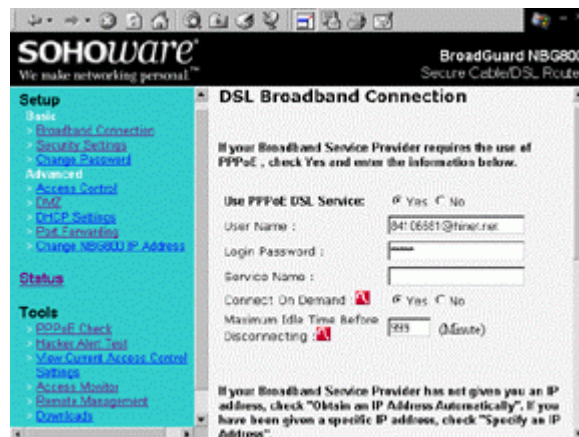 SOHOware
We make networking personal.™
BroadGuard NBG800
Secure Cable/DSL Route
Setup
Basic
> Broadband Connection
> Security Settings
> Change Password
Advanced
> Access Control
> DMZ
> DHCP Settings
> Port Forwarding
> Change NBG800 IP Address
Status
Tools
> PPPoE Check
> Hacker Alert Test
> View Current Access Control
Settings
> Access Monitor
> Remote Management
> Downloads
DSL Broadband Connection
If your Broadband Service Provider requires the use of
PPPoE , check Yes and enter the information below.
Use PPPoE DSL Service: Yes No
User Name : @hinet.net
Login Password :
Service Name :
Connect On Demand : Yes No
Maximum Idle Time Before
Disconnecting : 999 (Minute)
If your Broadband Service Provider has not given you an IP
address, check "Obtain an IP Address Automatically". If you
have been given a specific IP address, check "Specify an IP
Address"